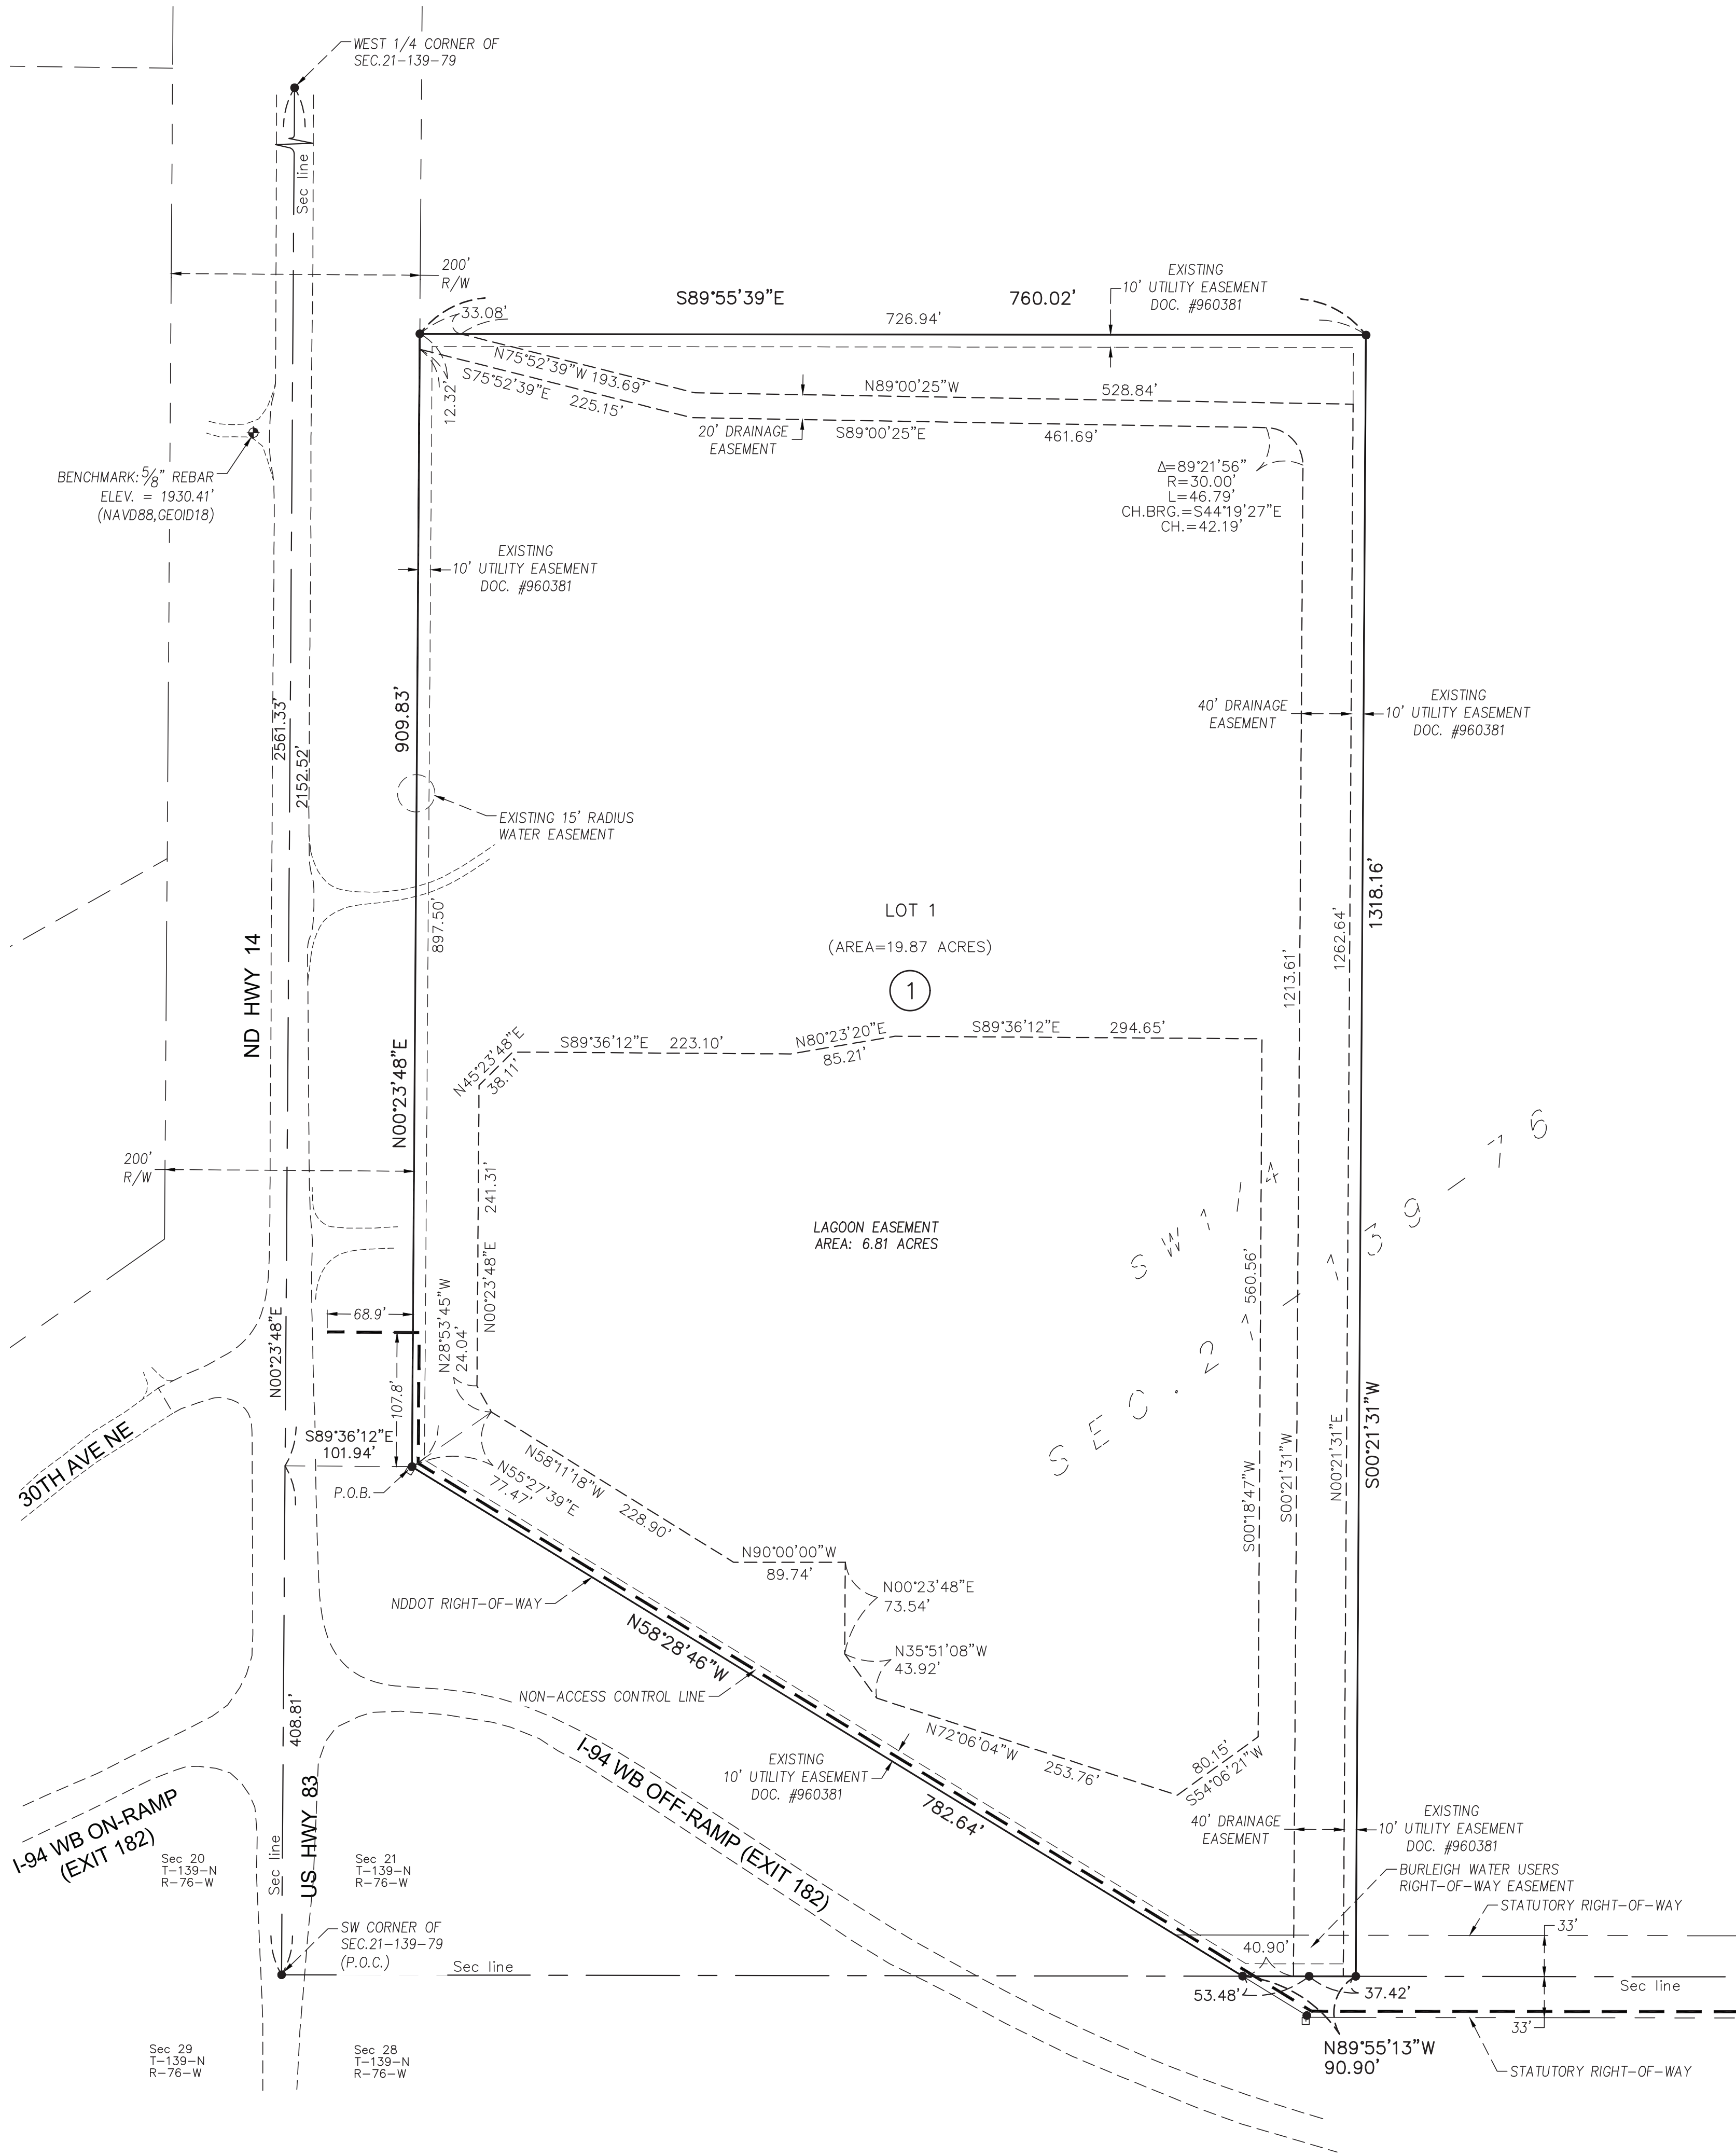 WEST 1/4 CORNER OF
SEC.21-139-79
Sec line
200'
R/W
S89°55'39"E
760.02'
EXISTING
10' UTILITY EASEMENT
DOC. #960381
33.08'
726.94'
N75°52'39"W 193.69'
S75°52'39"E 225.15'
12.32'
N89°00'25"W
528.84'
20' DRAINAGE
EASEMENT
S89°00'25"E
461.69'
Δ=89°21'56"
R=30.00'
L=46.79'
CH.BRG.=S44°19'27"E
CH.=42.19'
BENCHMARK: 5/8" REBAR
ELEV. = 1930.41'
(NAVD88,GEOID18)
EXISTING
10' UTILITY EASEMENT
DOC. #960381
909.83'
2561.33'
2152.52'
40' DRAINAGE
EASEMENT
EXISTING
10' UTILITY EASEMENT
DOC. #960381
EXISTING 15' RADIUS
WATER EASEMENT
897.50'
LOT 1
(AREA=19.87 ACRES)
1
1213.61'
1262.64'
1318.16'
ND HWY 14
N00°23'48"E
N45°23'48"E
38.11'
S89°36'12"E 223.10'
N80°23'20"E
85.21'
S89°36'12"E
294.65'
200'
R/W
N00°23'48"E 241.31'
LAGOON EASEMENT
AREA: 6.81 ACRES
SW1/4
SEC. 21-139-76
560.56'
S00°18'47"W
S00°21'31"W
N00°21'31"E
S00°21'31"W
68.9'
107.8'
N28°53'45"W
24.04'
N00°23'48"E
S89°36'12"E
101.94'
P.O.B.
30TH AVE NE
N55°27'39"E
77.47'
N58°11'18"W 228.90'
N90°00'00"W
89.74'
N00°23'48"E
73.54'
N35°51'08"W
43.92'
NDDOT RIGHT-OF-WAY
N58°28'46"W
NON-ACCESS CONTROL LINE
N72°06'04"W
253.76'
80.15'
S54°06'21"W
408.81'
US HWY 83
I-94 WB OFF-RAMP (EXIT 182)
EXISTING
10' UTILITY EASEMENT
DOC. #960381
782.64'
40' DRAINAGE
EASEMENT
EXISTING
10' UTILITY EASEMENT
DOC. #960381
BURLEIGH WATER USERS
RIGHT-OF-WAY EASEMENT
STATUTORY RIGHT-OF-WAY
33'
I-94 WB ON-RAMP
(EXIT 182)
Sec 20
T-139-N
R-76-W
Sec line
Sec 21
T-139-N
R-76-W
SW CORNER OF
SEC.21-139-79
(P.O.C.)
Sec line
40.90'
53.48'
37.42'
Sec line
33'
N89°55'13"W
90.90'
STATUTORY RIGHT-OF-WAY
Sec 29
T-139-N
R-76-W
Sec 28
T-139-N
R-76-W